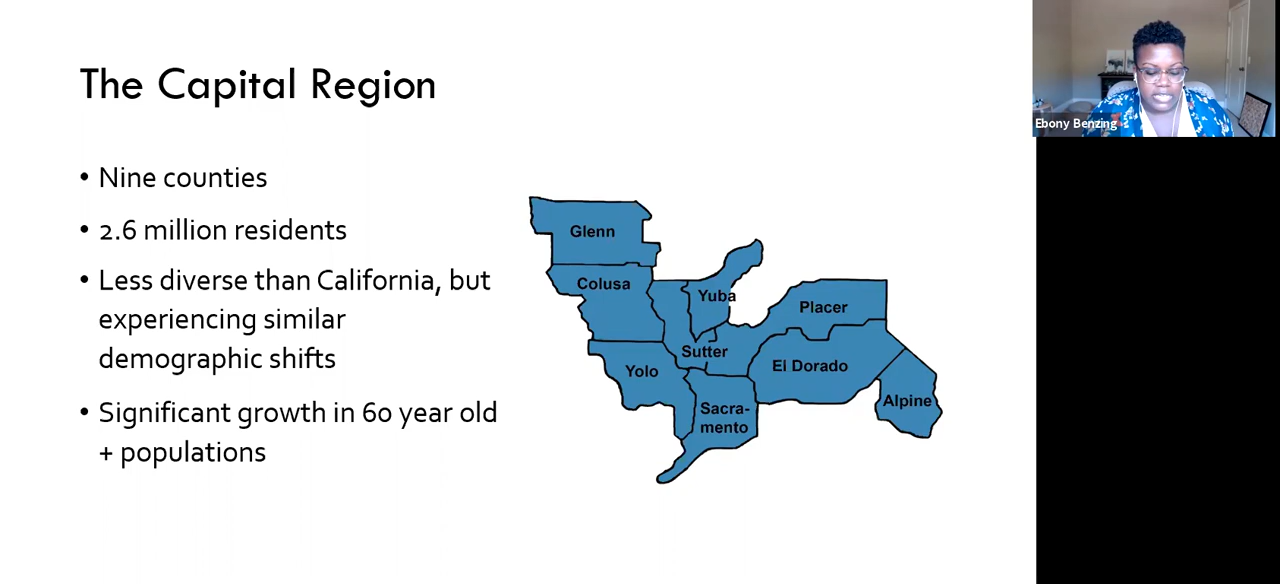 The Capital Region
• Nine counties
• 2.6 million residents
• Less diverse than California, but
experiencing similar
demographic shifts
• Significant growth in 60 year old
+ populations
Glenn
Colusa
Yuba
Placer
Sutter
El Dorado
Yolo
Alpine
Sacra-
mento
Ebony Benzing